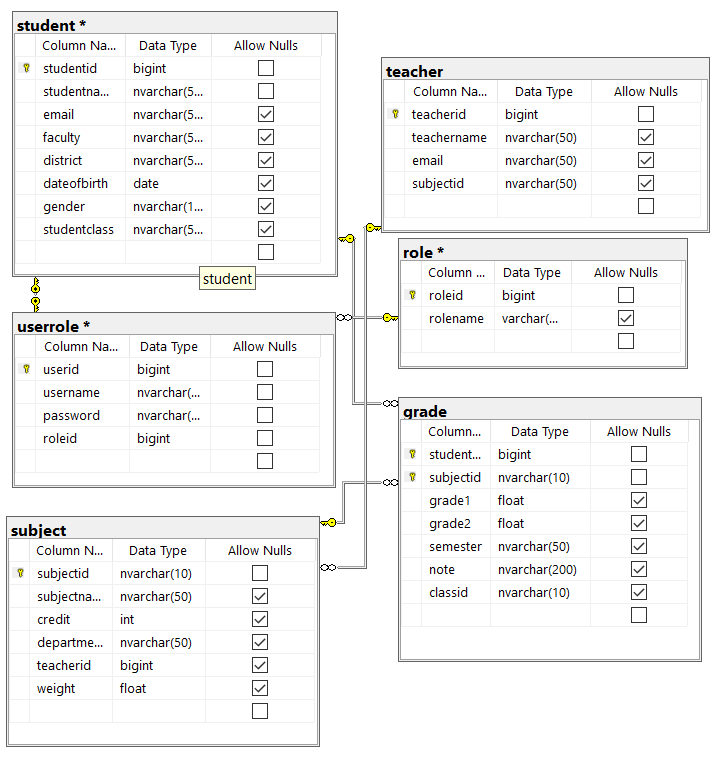 student *
Column Na... Data Type Allow Nulls
studentid bigint
studentna... nvarchar(5...
email nvarchar(5...
faculty nvarchar(5...
district nvarchar(5...
dateofbirth date
gender nvarchar(1...
studentclass nvarchar(5...
student
teacher
Column Na... Data Type Allow Nulls
teacherid bigint
teachername nvarchar(50)
email nvarchar(50)
subjectid nvarchar(50)
role *
Column ... Data Type Allow Nulls
roleid bigint
rolename varchar(...
userrole *
Column Na... Data Type Allow Nulls
userid bigint
username nvarchar(...
password nvarchar(...
roleid bigint
grade
Column... Data Type Allow Nulls
student... bigint
subjectid nvarchar(10)
grade1 float
grade2 float
semester nvarchar(50)
note nvarchar(200)
classid nvarchar(10)
subject
Column N... Data Type Allow Nulls
subjectid nvarchar(10)
subjectna... nvarchar(50)
credit int
departme... nvarchar(50)
teacherid bigint
weight float